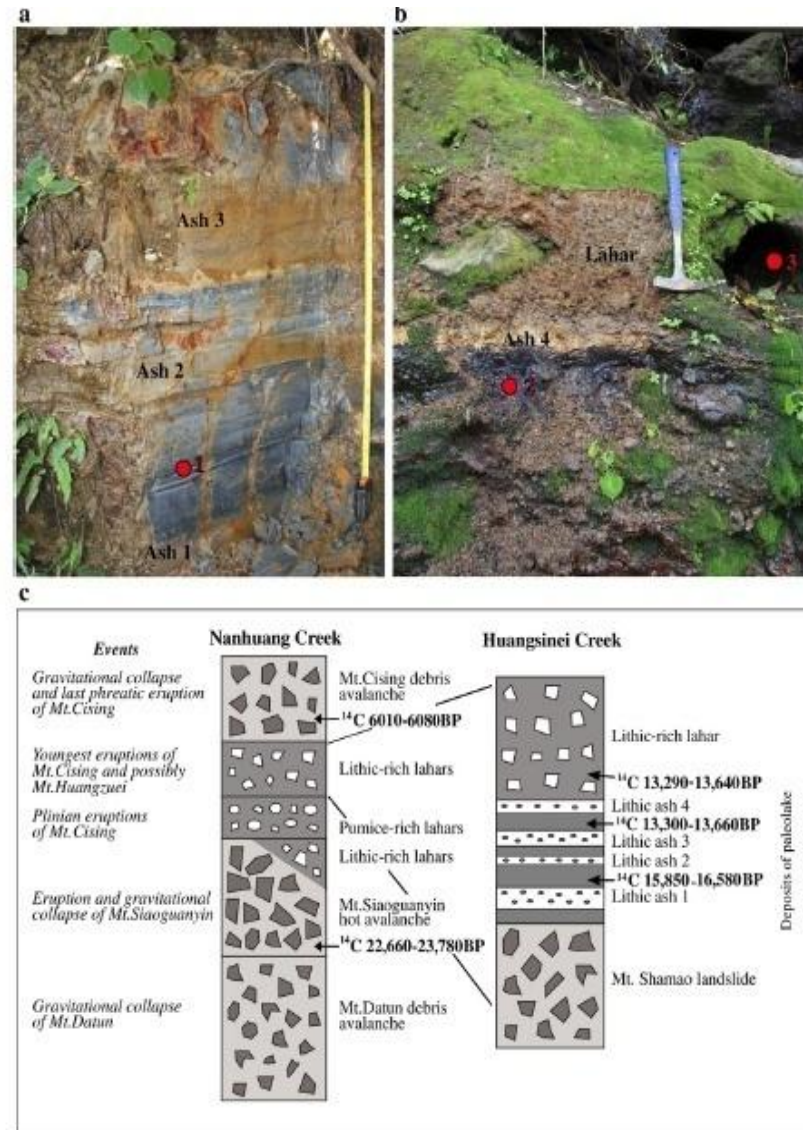 a
b
Ash 3
Ash 2
1
Ash 1
Lahar
3
Ash 4
2
c
Events
Nanhuang Creek
Huangsinei Creek
Gravitational collapse
and last phreatic eruption
of Mt.Cising
Mt.Cising debris
avalanche
14C 6010-6080BP
Youngest eruptions of
Mt.Cising and possibly
Mt.Huangzuei
Lithic-rich lahars
Plinian eruptions
of Mt.Cising
Pumice-rich lahars
Lithic-rich lahars
Eruption and gravitational
collapse of Mt.Siaoguanyin
Mt.Siaoguanyin
hot avalanche
14C 22,660-23,780BP
Gravitational collapse
of Mt.Datun
Mt.Datun debris
avalanche
Lithic-rich lahar
14C 13,290-13,640BP
Lithic ash 4
14C 13,300-13,660BP
Lithic ash 3
Lithic ash 2
14C 15,850-16,580BP
Lithic ash 1
Mt. Shamao landslide
Deposits of paleolake